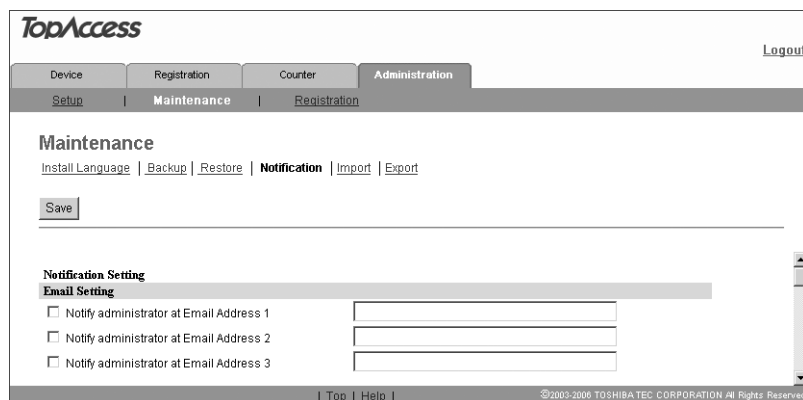 TopAccess
Logout
Device Registration Counter Administration
Setup | Maintenance | Registration
Maintenance
Install Language | Backup | Restore | Notification | Import | Export
Save
Notification Setting
Email Setting
Notify administrator at Email Address 1
Notify administrator at Email Address 2
Notify administrator at Email Address 3
| Top | Help |
©2003-2006 TOSHIBA TEC CORPORATION All Rights Reserved